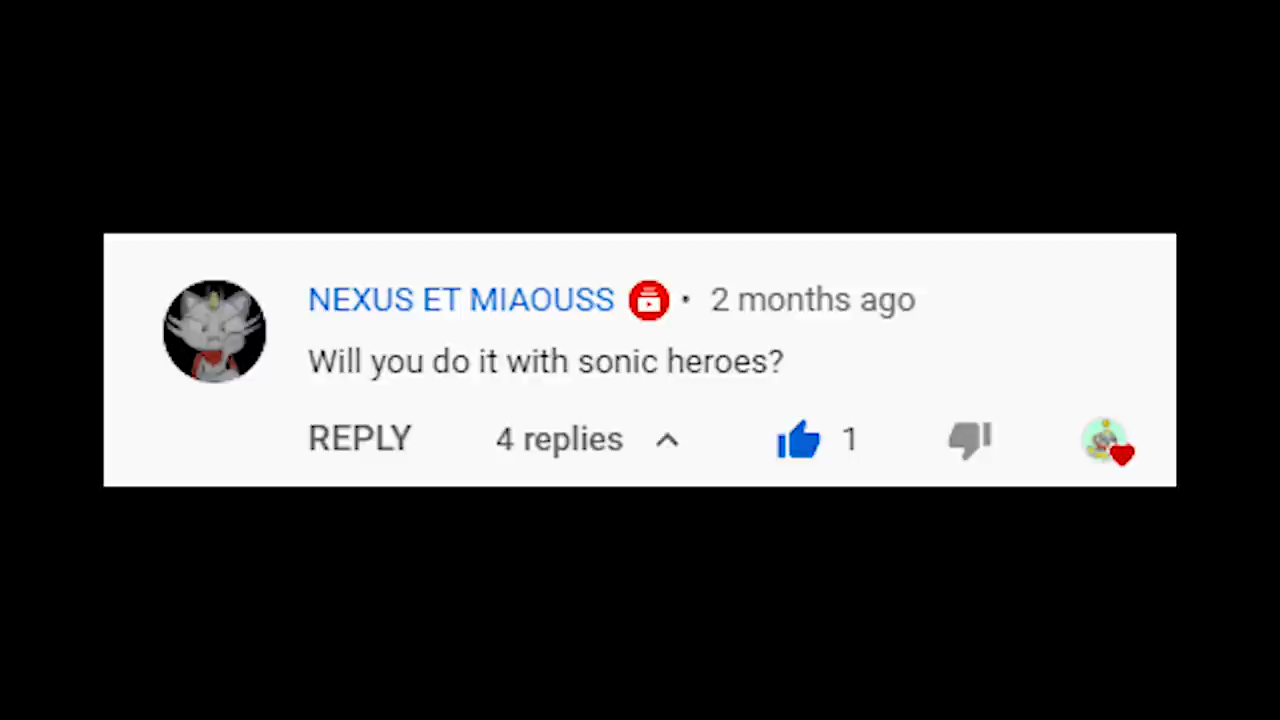 NEXUS ET MIAOUSS • 2 months ago
Will you do it with sonic heroes?
REPLY 4 replies 1